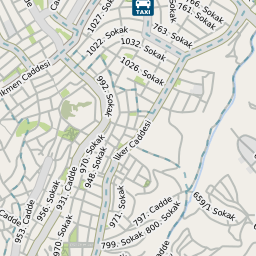 TAXI
1027. Sokak
766. Sokak
763. Sokak
1032. Sokak
1022. Sokak
1026. Sokak
992. Sokak
ikmen Caddesi
İlker Caddesi
970. Sokak
948. Sokak
931. Cadde
956. Sokak
953. Cadde
970. Sokak
971. Sokak
659/1 Sokak
797. Cadde
800. Sokak
799. Sokak